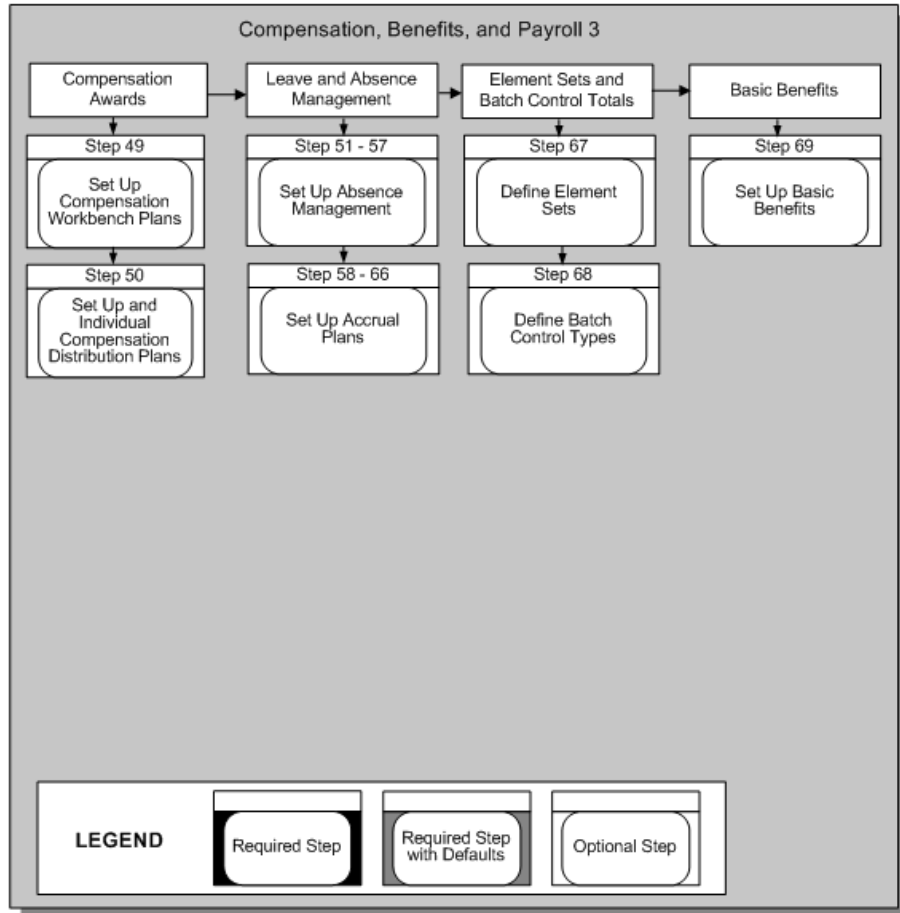 Compensation, Benefits, and Payroll 3
Compensation
Awards
Leave and Absence
Management
Element Sets and
Batch Control Totals
Basic Benefits
Step 49
Set Up
Compensation
Workbench Plans
Step 50
Set Up and
Individual
Compensation
Distribution Plans
Step 51 - 57
Set Up Absence
Management
Step 58 - 66
Set Up Accrual
Plans
Step 67
Define Element
Sets
Step 68
Define Batch
Control Types
Step 69
Set Up Basic
Benefits
LEGEND
Required Step
Required Step
with Defaults
Optional Step